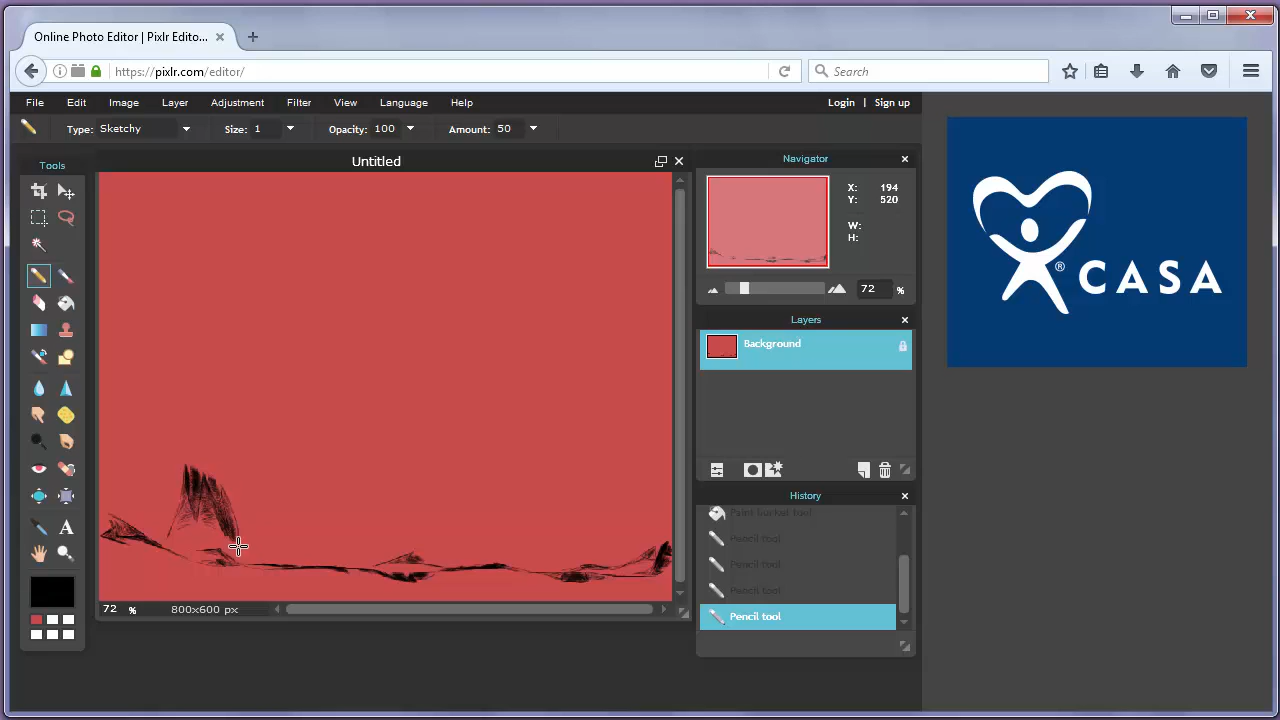 Online Photo Editor | Pixlr Edito...
https://pixlr.com/editor/
Search
File Edit Image Layer Adjustment Filter View Language Help
Login | Sign up
Type: Sketchy Size: 1 Opacity: 100 Amount: 50
Tools
Untitled
Navigator
X: 194
Y: 520
W:
H:
72 %
Layers
Background
® CASA
History
Paint bucket tool
Pencil tool
Pencil tool
Pencil tool
Pencil tool
72 % 800x600 px